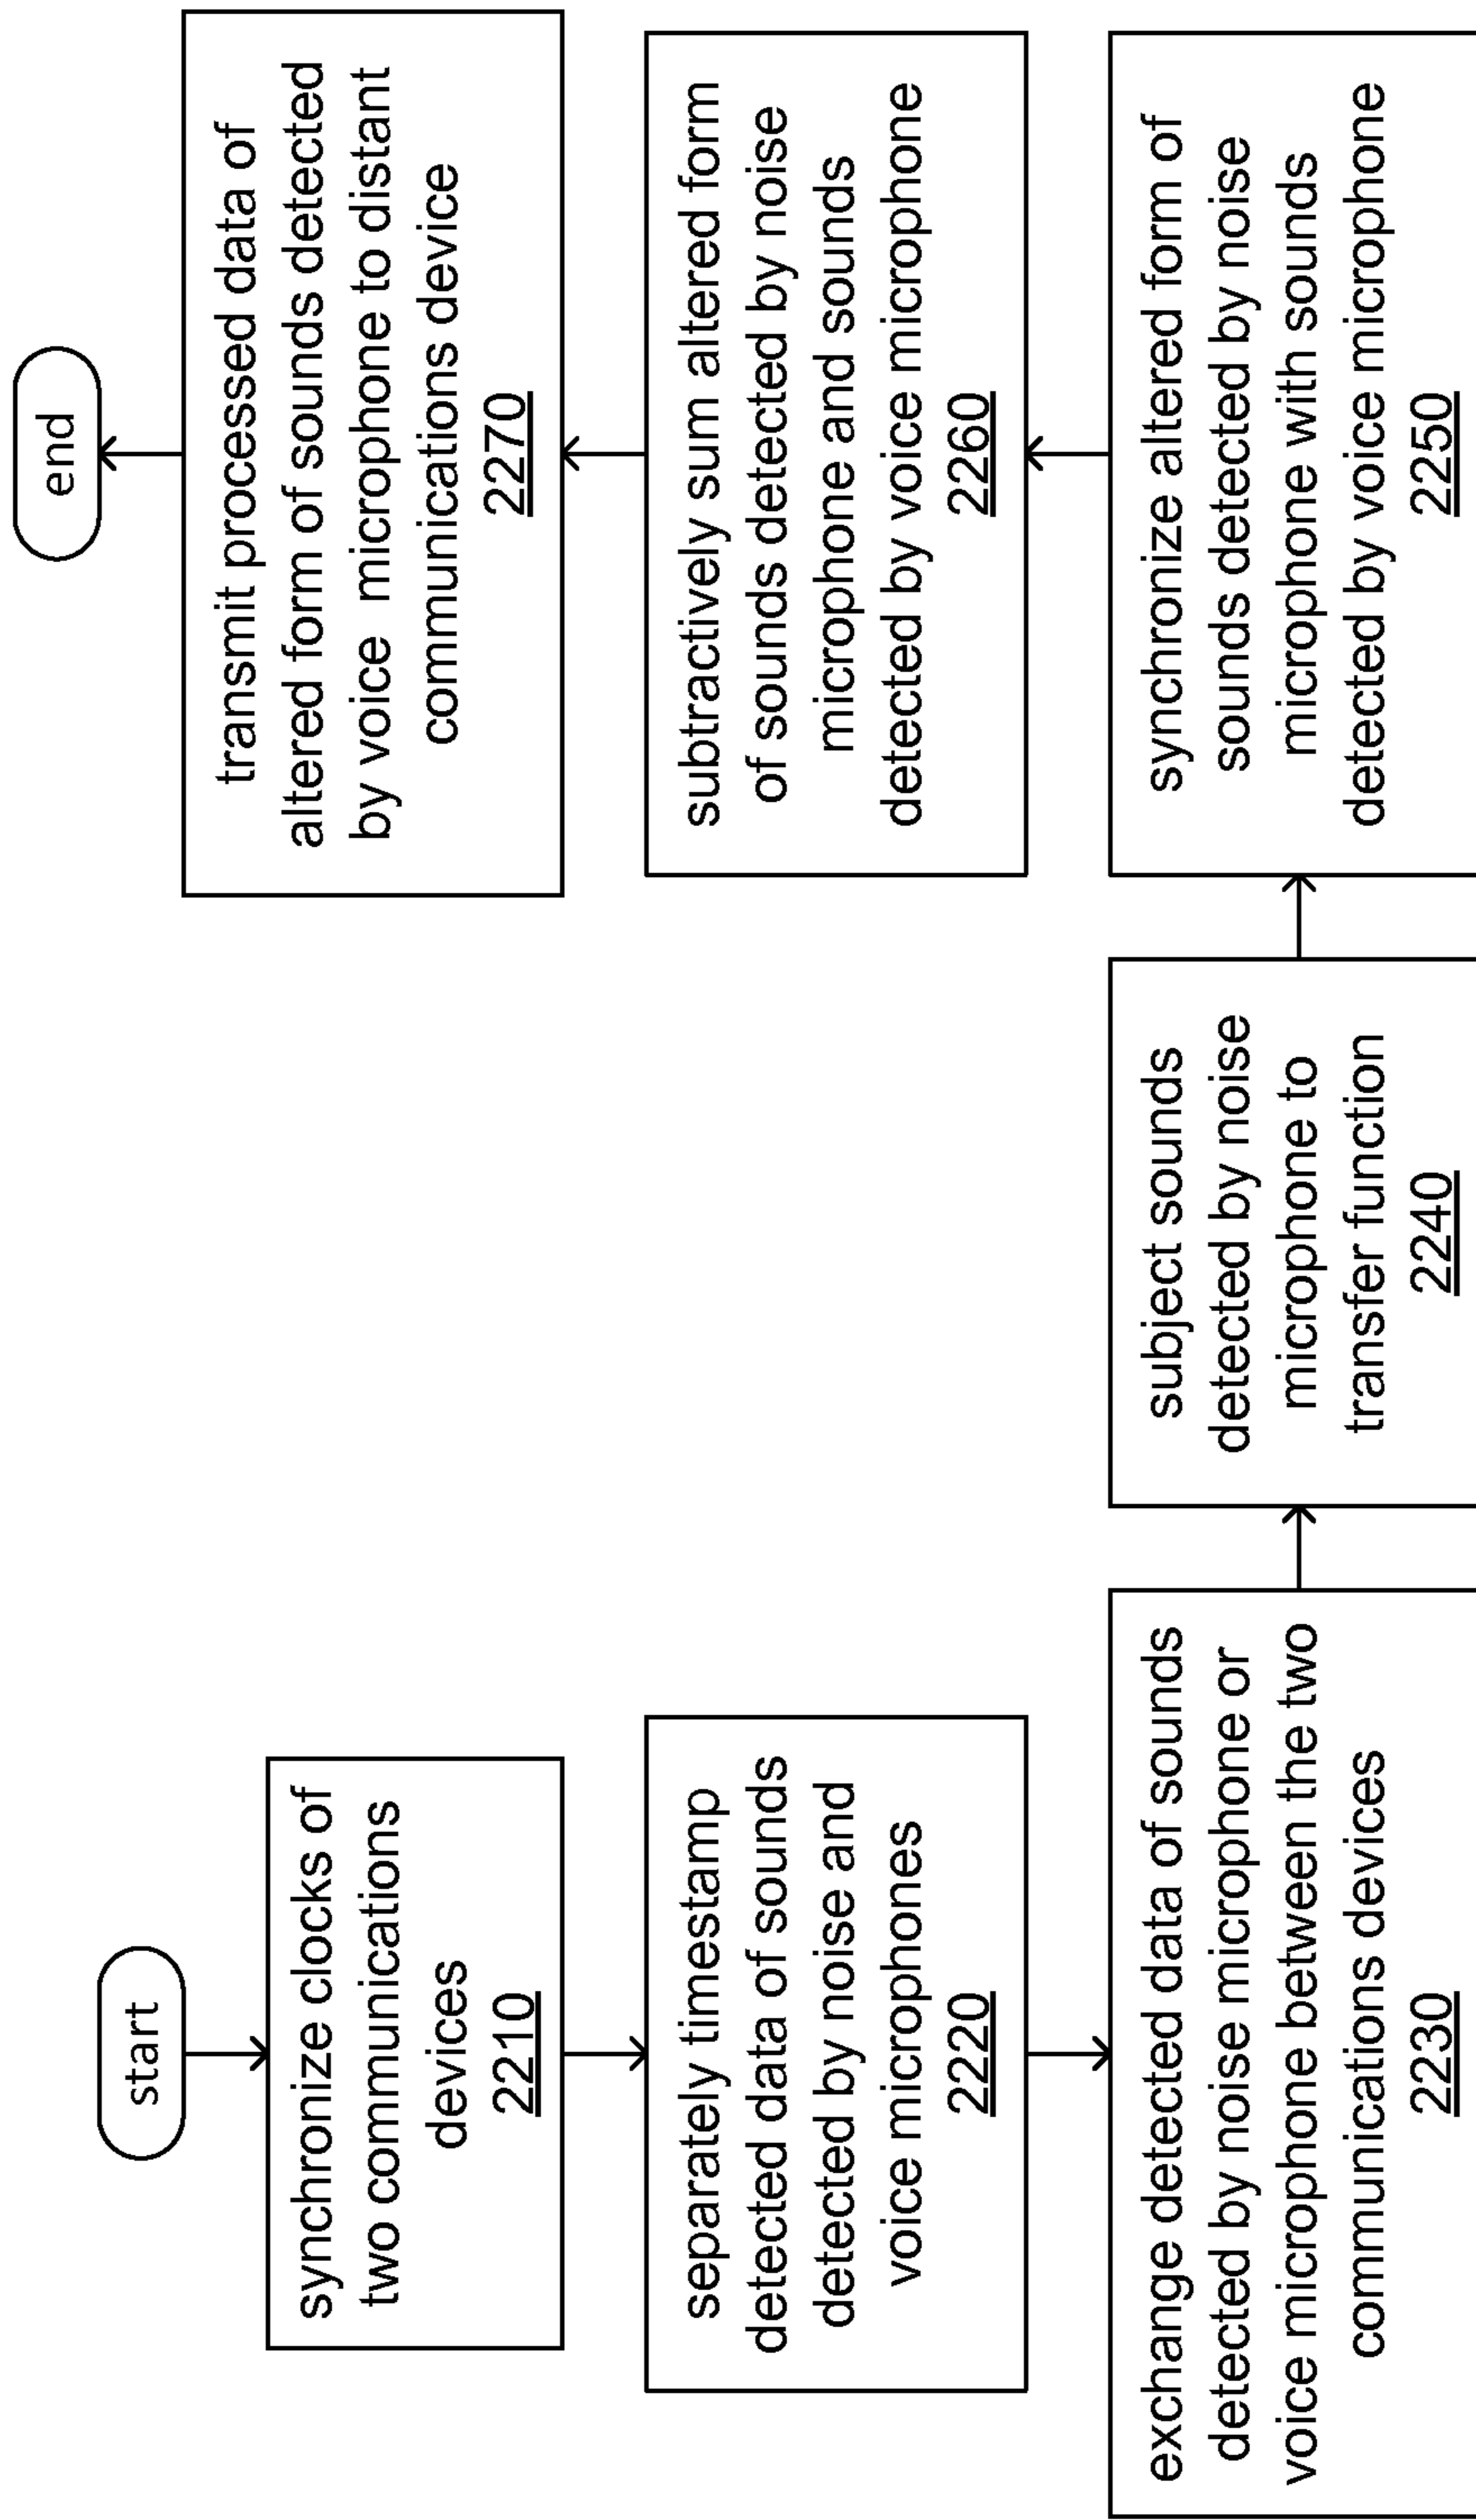 start
synchronize clocks of
two communications
devices
2210
separately timestamp
detected data of sounds
detected by noise and
voice microphones
2220
exchange detected data of sounds
detected by noise microphone or
voice microphone between the two
communications devices
2230
subject sounds
detected by noise
microphone to
transfer function
2240
synchronize altered form of
sounds detected by noise
microphone with sounds
detected by voice microphone
2250
subtractively sum altered form
of sounds detected by noise
microphone and sounds
detected by voice microphone
2260
transmit processed data of
altered form of sounds detected
by voice microphone to distant
communications device
2270
end